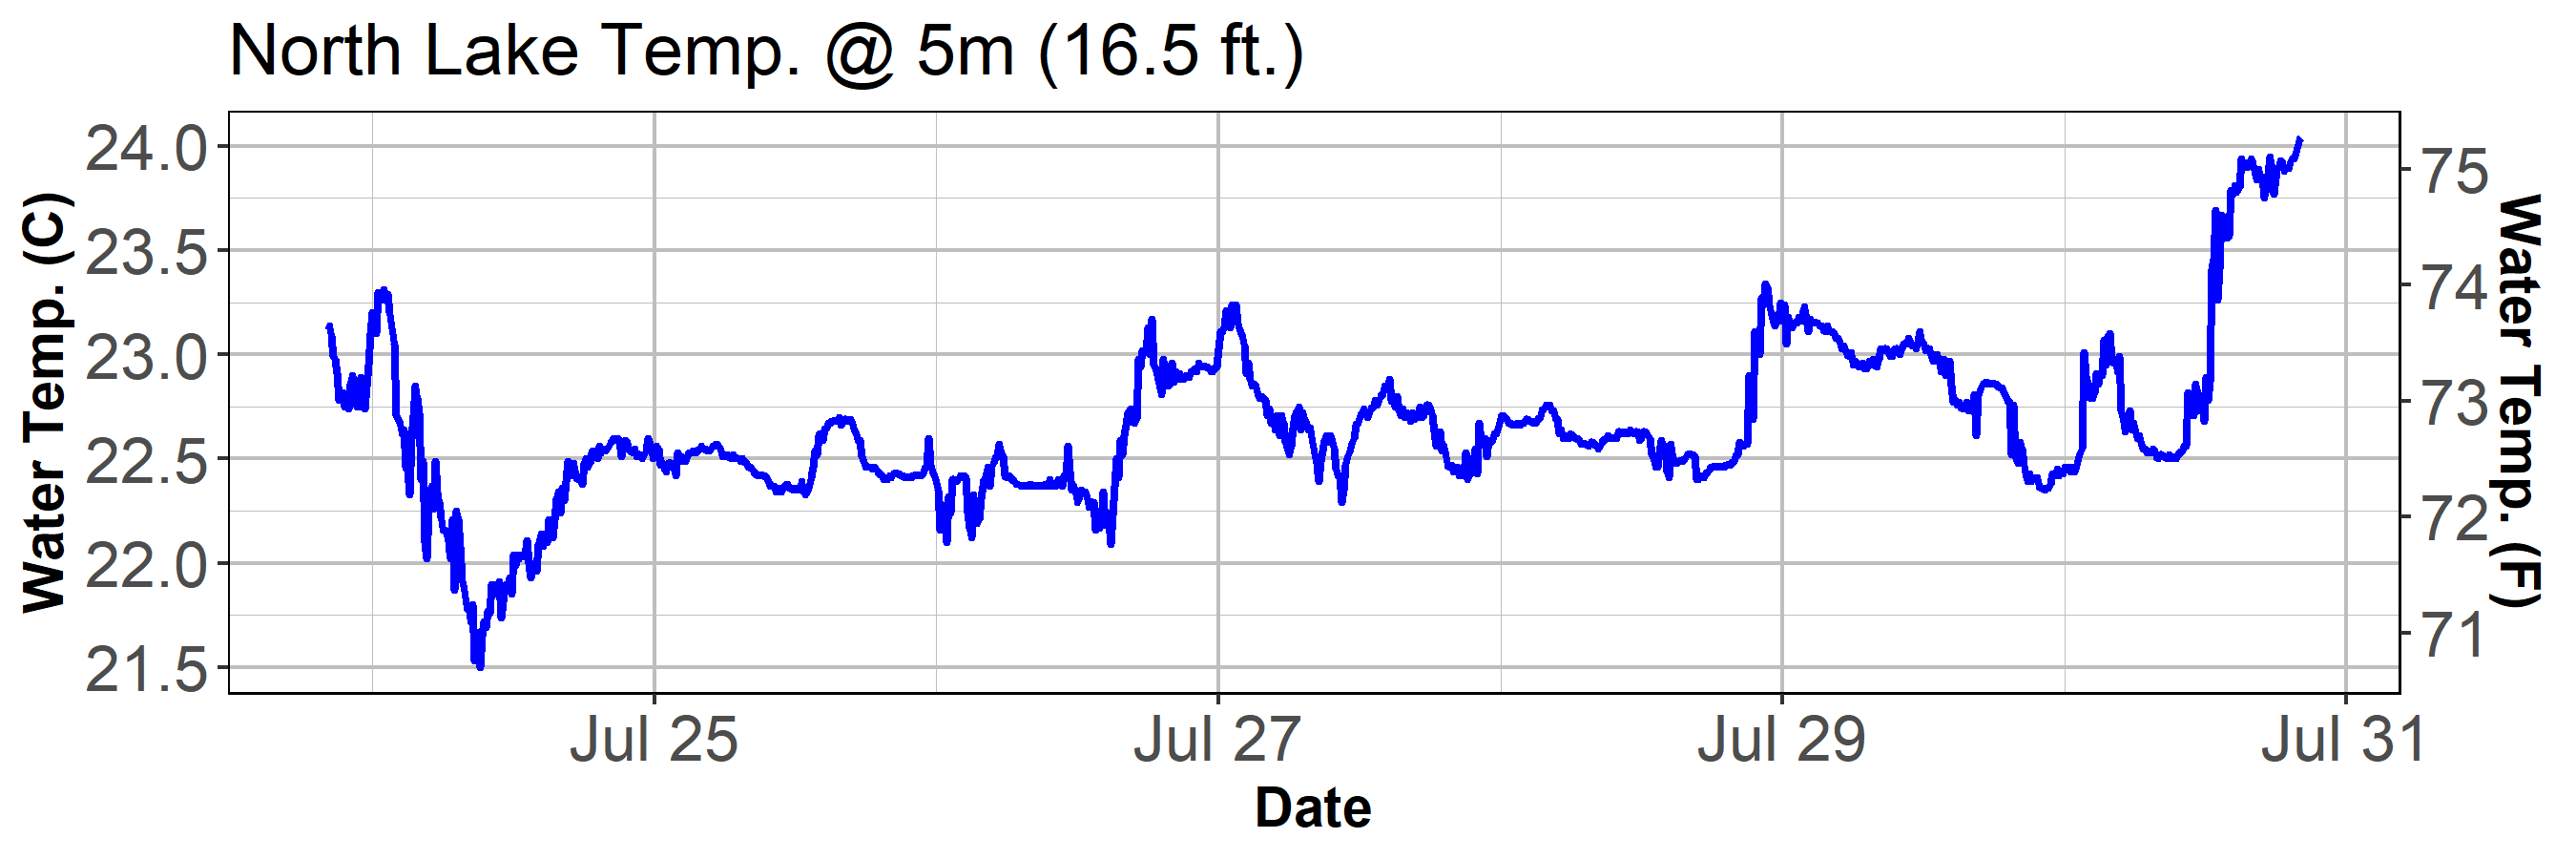 North Lake Temp. @ 5m (16.5 ft.)
Water Temp. (C)
24.0
23.5
23.0
22.5
22.0
21.5
75
74
73
72
71
Water Temp. (F)
Jul 25 Jul 27 Jul 29 Jul 31
Date